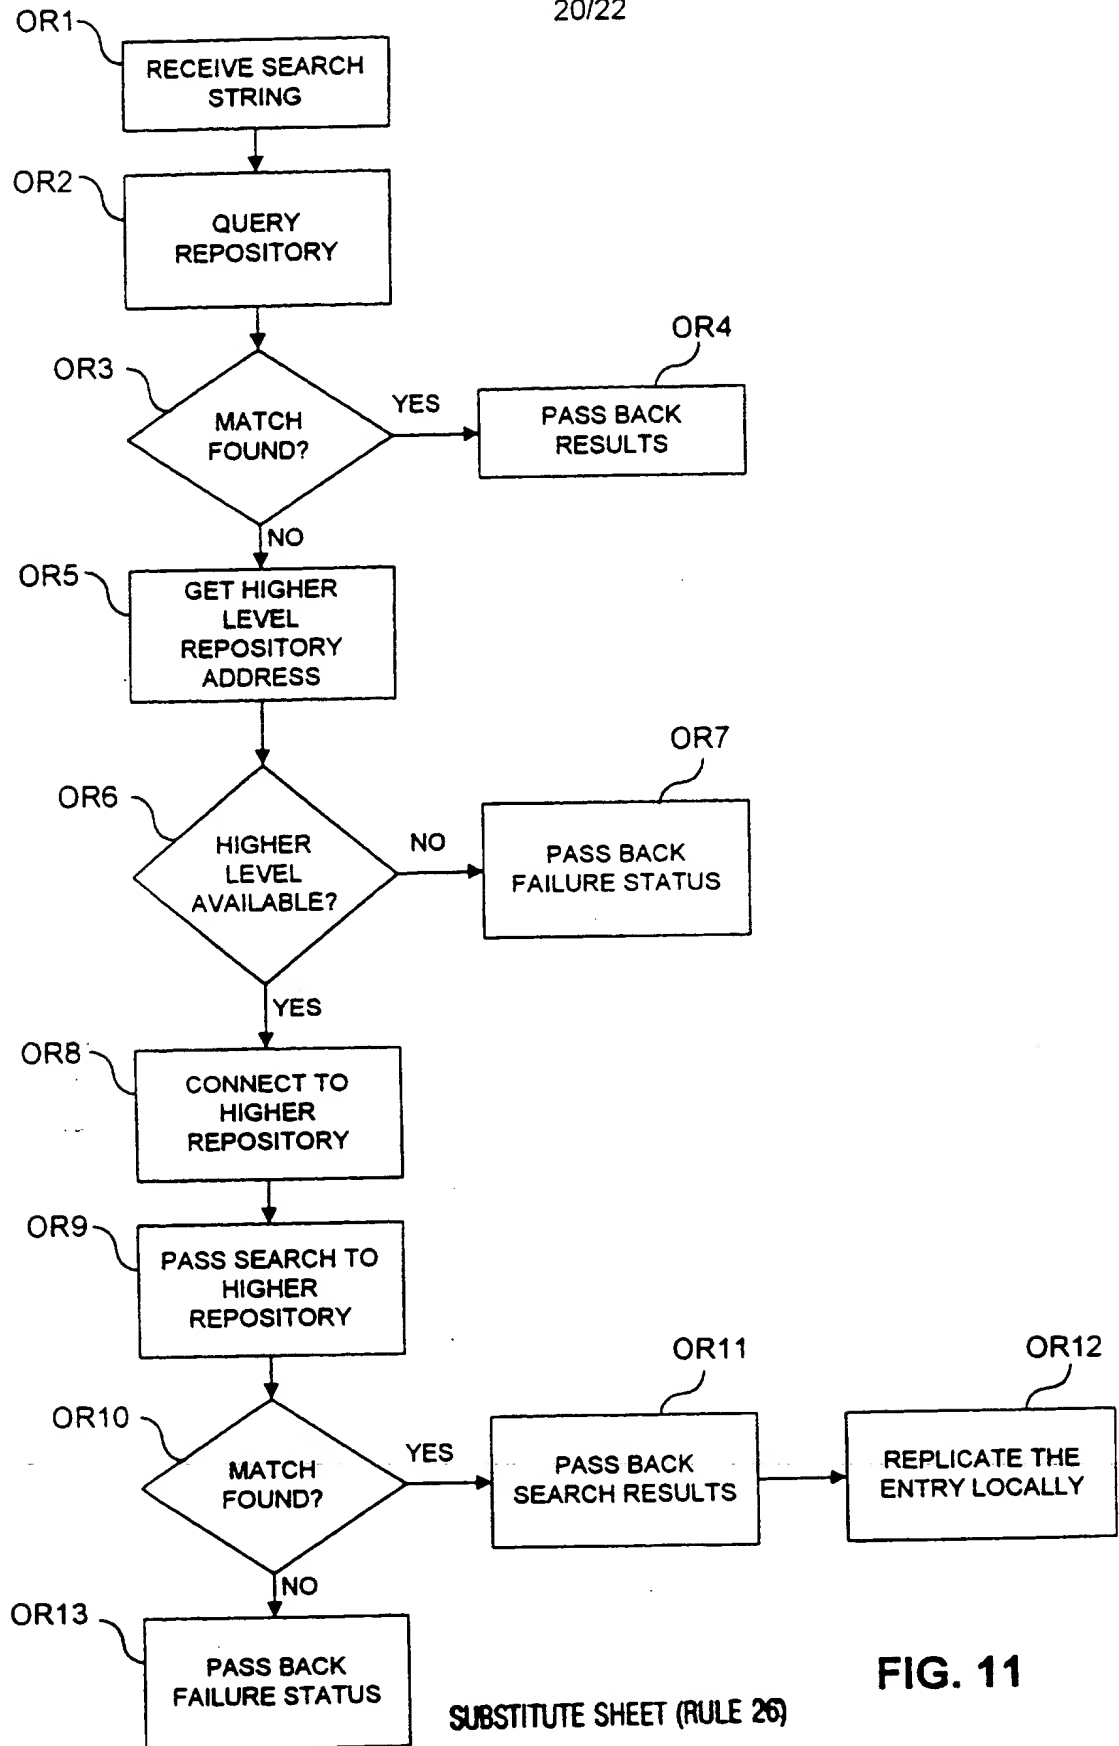 20/22
OR1
RECEIVE SEARCH
STRING
OR2
QUERY
REPOSITORY
OR3
MATCH
FOUND?
YES
OR4
PASS BACK
RESULTS
NO
OR5
GET HIGHER
LEVEL
REPOSITORY
ADDRESS
OR6
HIGHER
LEVEL
AVAILABLE?
NO
OR7
PASS BACK
FAILURE STATUS
YES
OR8
CONNECT TO
HIGHER
REPOSITORY
OR9
PASS SEARCH TO
HIGHER
REPOSITORY
OR10
MATCH
FOUND?
YES
OR11
PASS BACK
SEARCH RESULTS
OR12
REPLICATE THE
ENTRY LOCALLY
NO
OR13
PASS BACK
FAILURE STATUS
FIG. 11
SUBSTITUTE SHEET (RULE 26)